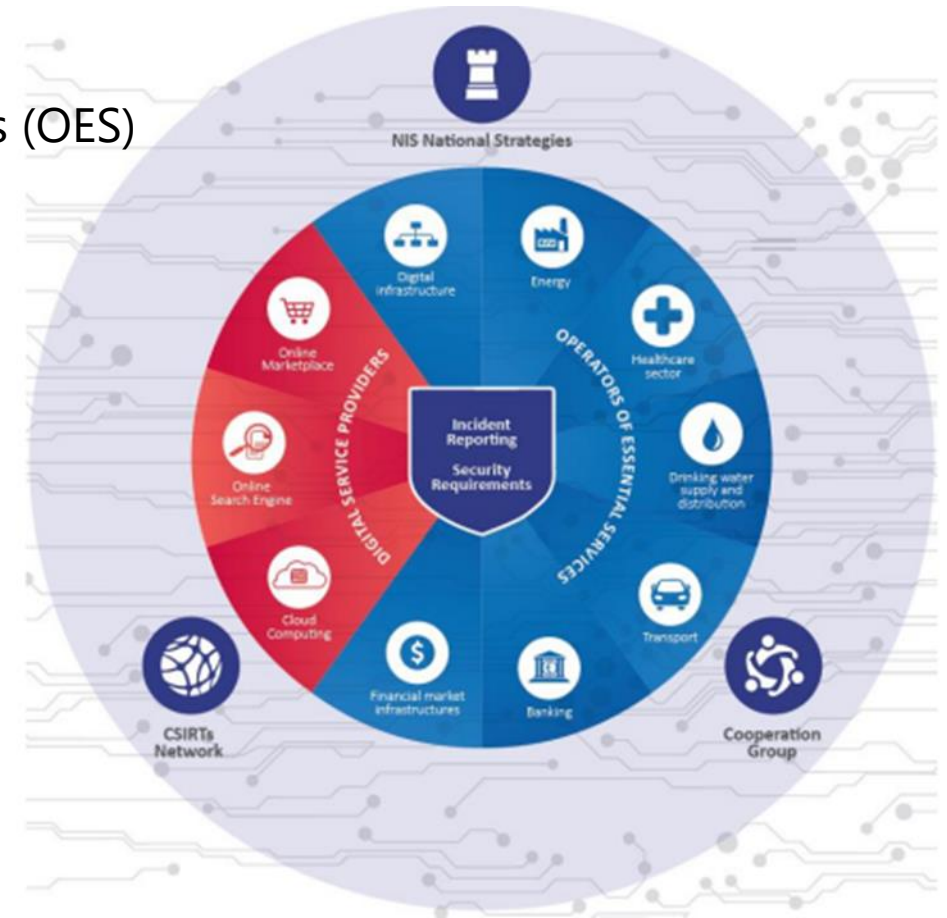 s (OES)
NIS National Strategies
Digital
infrastructure
Energy
Online
Marketplace
Healthcare
sector
DIGITAL SERVICE PROVIDERS
OPERATORS OF ESSENTIAL SERVICES
Incident
Reporting
Security
Requirements
Online
Search Engine
Drinking water
supply and
distribution
Cloud
Computing
Transport
Financial market
infrastructures
Banking
CSIRTs
Network
Cooperation
Group